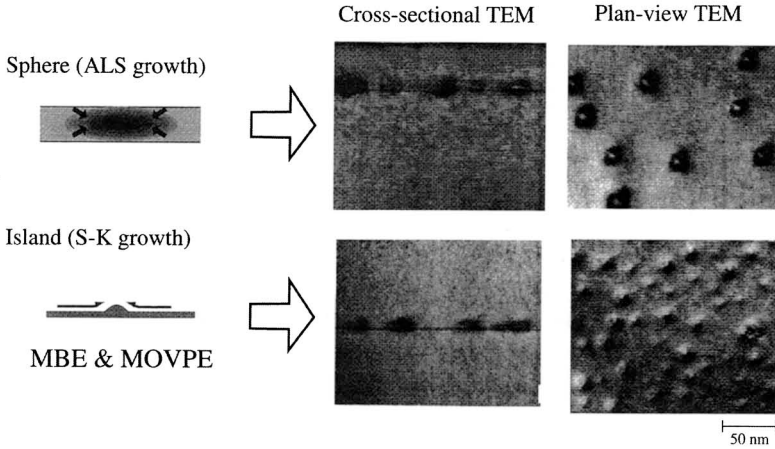 Cross-sectional TEM
Plan-view TEM
Sphere (ALS growth)
Island (S-K growth)
MBE & MOVPE
50 nm